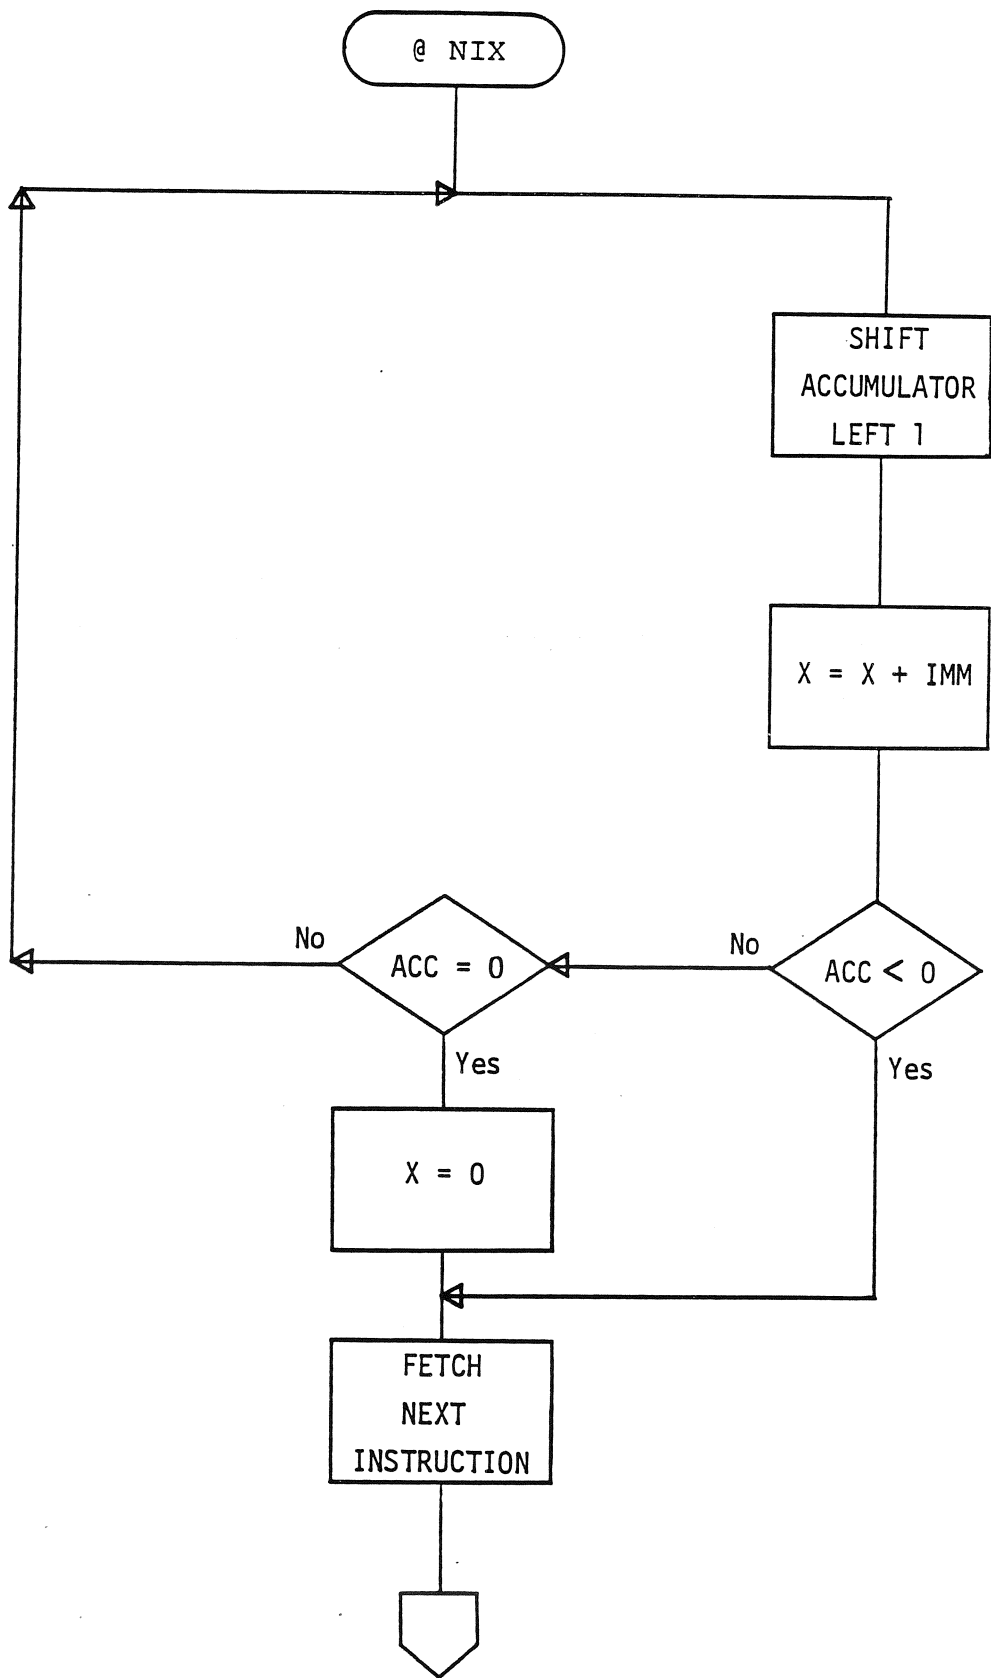 @ NIX
SHIFT
ACCUMULATOR
LEFT 1
X = X + IMM
ACC < 0
No
Yes
ACC = 0
No
Yes
X = 0
FETCH
NEXT
INSTRUCTION